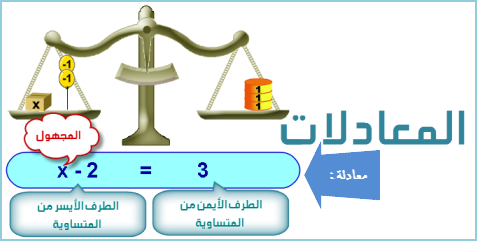 -1
-1
x
1
1
1
المعادلات
المجهول
معادلة :
x - 2 = 3
الطرف الأيمن من
المتساوية
الطرف الأيسر من
المتساوية